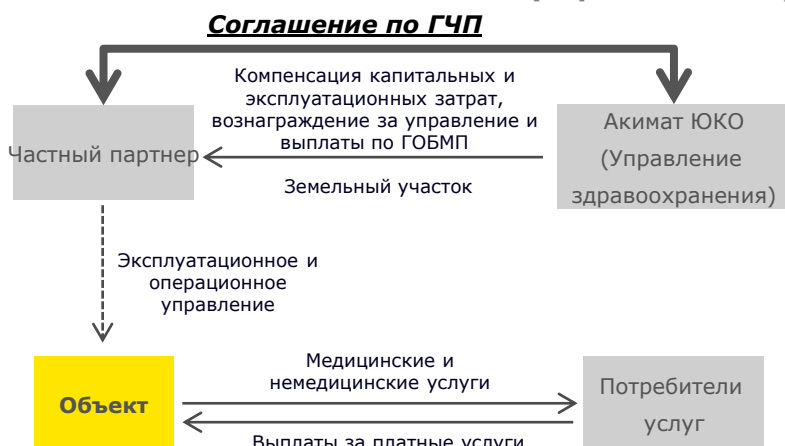 Соглашение по ГЧП
Компенсация капитальных и
эксплуатационных затрат,
вознаграждение за управление и
выплаты по ГОБМП
Земельный участок
Частный партнер
Акимат ЮКО
(Управление
здравоохранения)
Эксплуатационное и
операционное
управление
Объект
Медицинские и
немедицинские услуги
Выплаты за платные услуги
Потребители
услуг